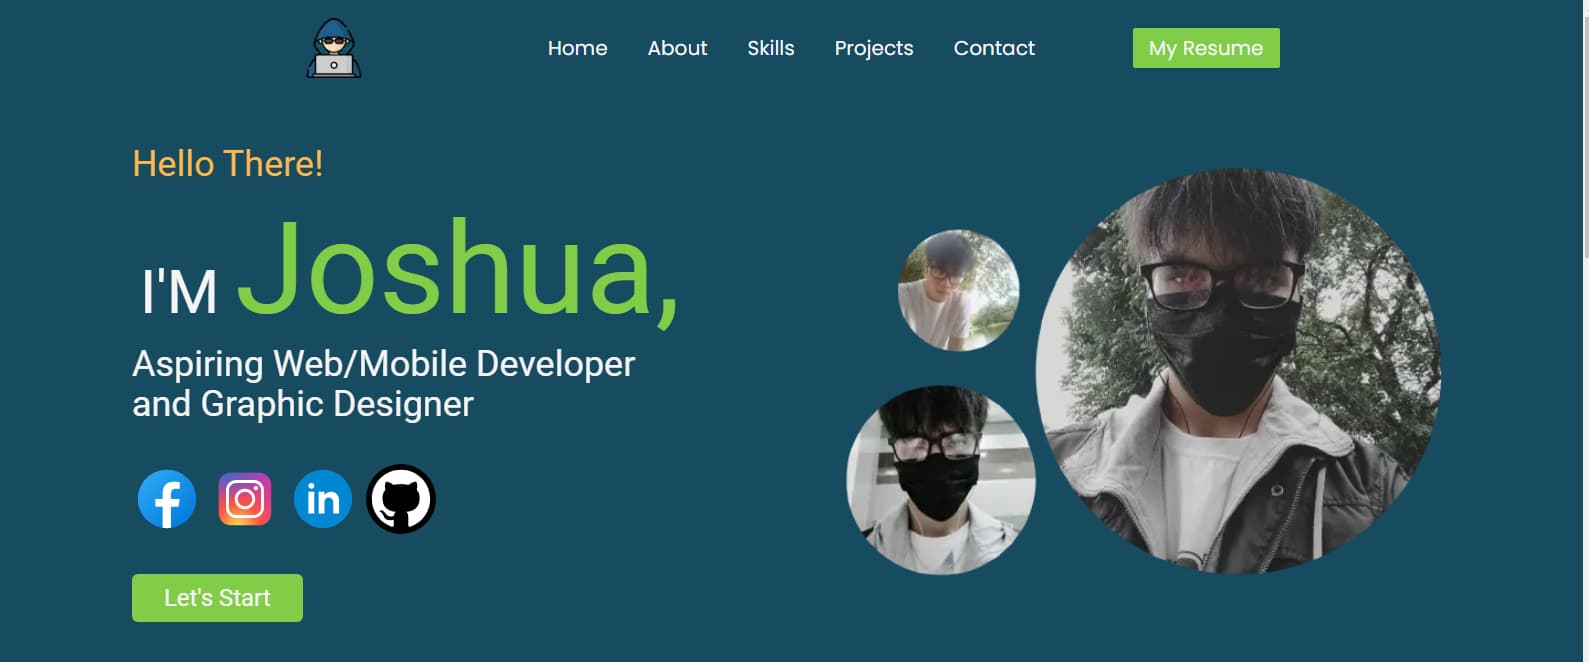 Home About Skills Projects Contact My Resume
Hello There!
I'M Joshua,
Aspiring Web/Mobile Developer
and Graphic Designer
in
Let's Start